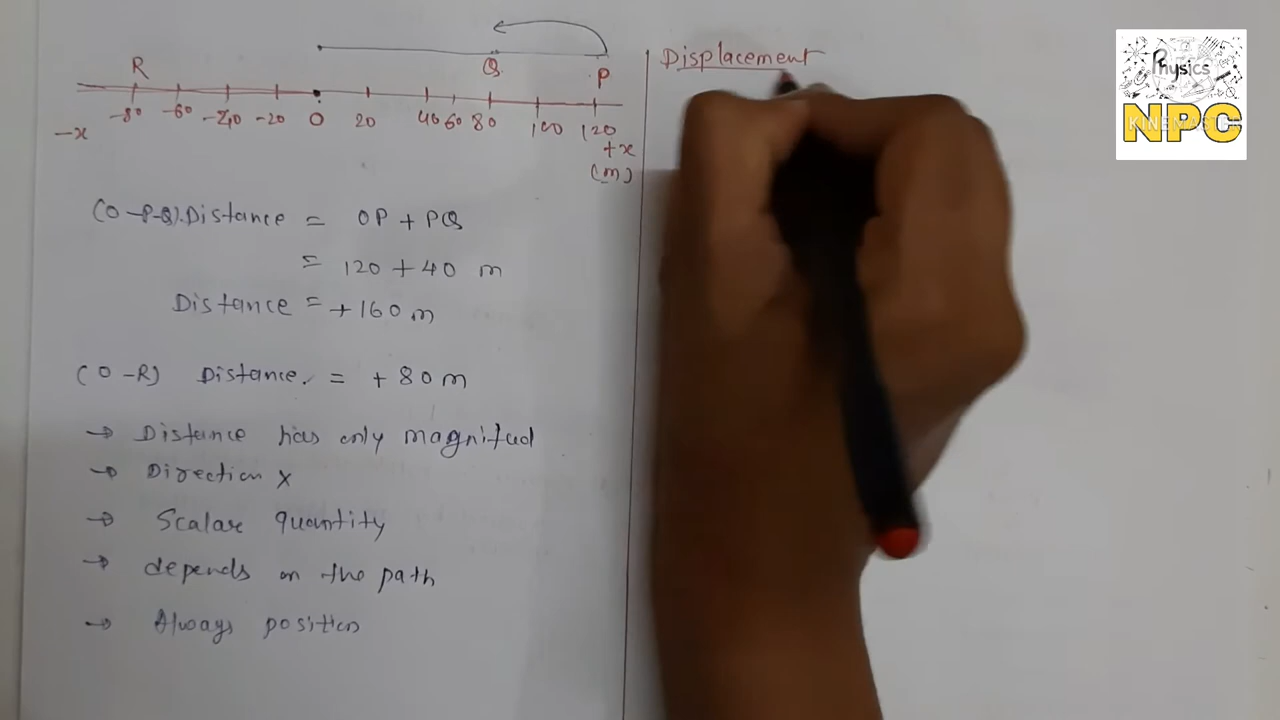 R Q P
-80 -60 -40 -20 0 20 40 60 80 100 120
-x +x
(m)
(O-P-Q) Distance = OP + PQ
= 120 + 40 m
Distance = +160 m
(O-R) Distance. = + 80 m
→ Distance has only magnitud
→ Direction X
→ Scalar quantity
→ depends on the path
→ Always
Displacement
Physics
NPC